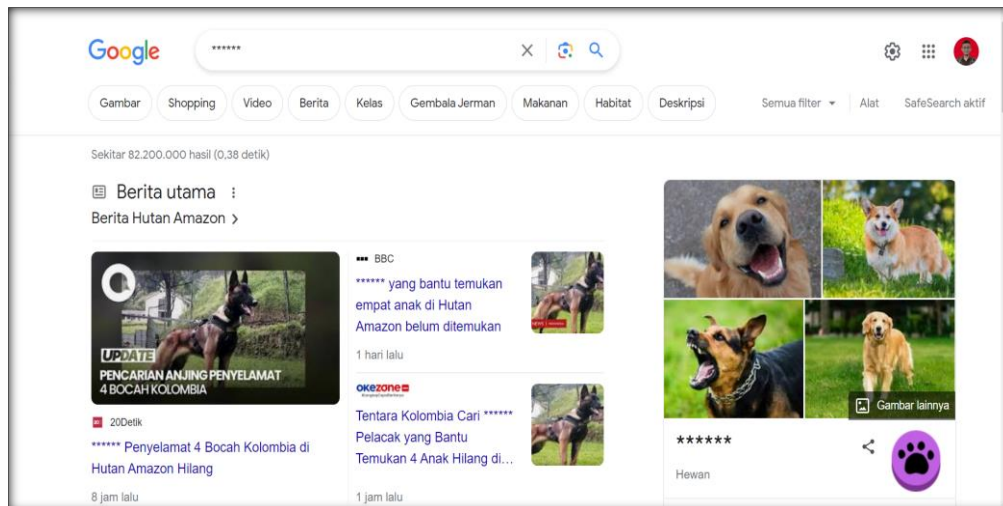 Google
******
Gambar
Shopping
Video
Berita
Kelas
Gembala Jerman
Makanan
Habitat
Deskripsi
Semua filter
Alat
SafeSearch aktif
Sekitar 82.200.000 hasil (0,38 detik)
Berita utama
Berita Hutan Amazon >
UPDATE
PENCARIAN ANJING PENYELAMAT
4 BOCAH KOLOMBIA
20Detik
****** Penyelamat 4 Bocah Kolombia di
Hutan Amazon Hilang
8 jam lalu
BBC
****** yang bantu temukan
empat anak di Hutan
Amazon belum ditemukan
1 hari lalu
NEWS
OKEZONE
Tentara Kolombia Cari ******
Pelacak yang Bantu
Temukan 4 Anak Hilang di...
1 jam lalu
Gambar lainnya
******
Hewan